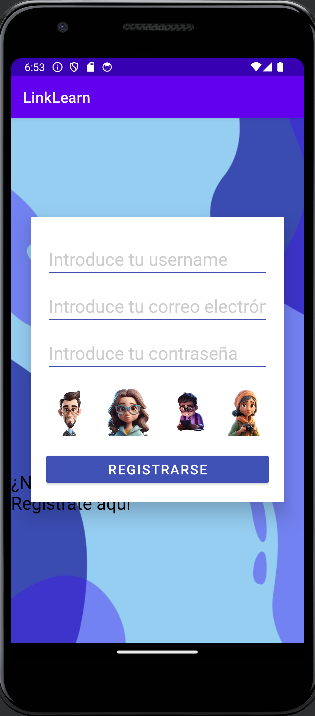 6:53
LinkLearn
Introduce tu username
Introduce tu correo electrón
Introduce tu contraseña
REGISTRARSE
¿N
Regístrate aquí